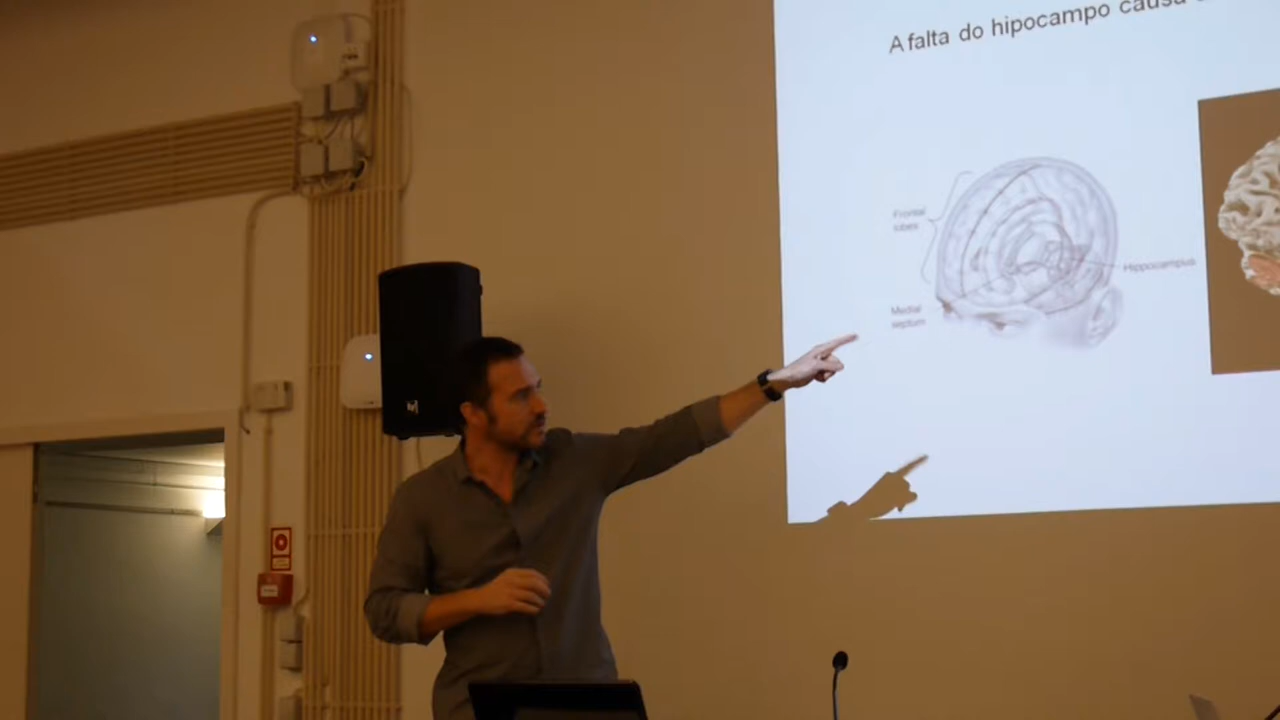 A falta do hipocampo causa
Frontal
lobes
Hippocampus
Medial
septum